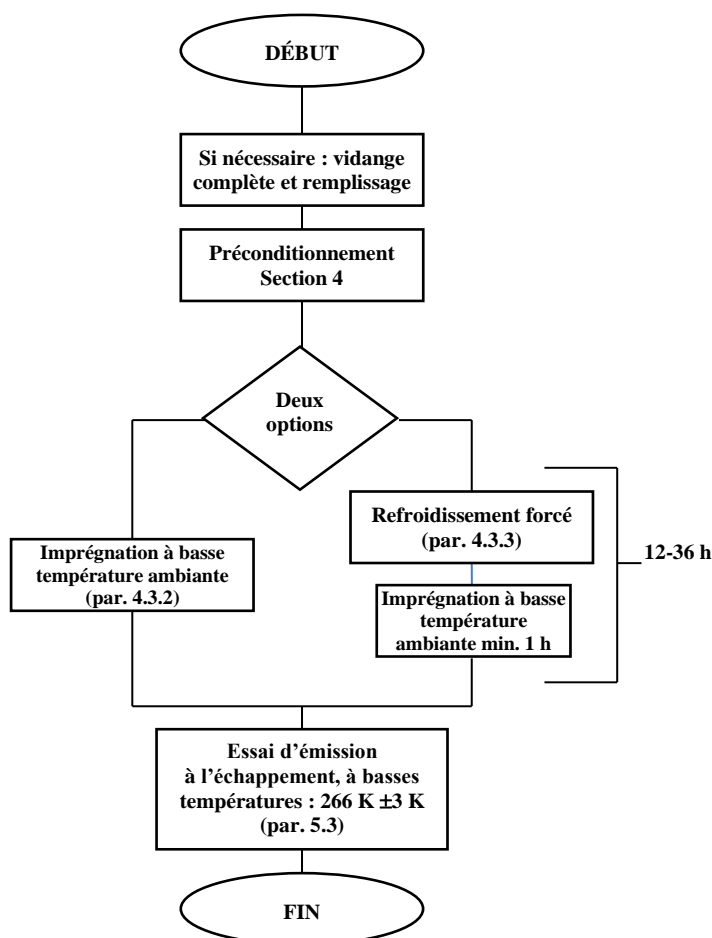 DÉBUT
Si nécessaire : vidange
complète et remplissage
Préconditionnement
Section 4
Deux
options
Imprégnation à basse
température ambiante
(par. 4.3.2)
Refroidissement forcé
(par. 4.3.3)
Imprégnation à basse
température
ambiante min. 1 h
12-36 h
Essai d’émission
à l’échappement, à basses
températures : 266 K ±3 K
(par. 5.3)
FIN